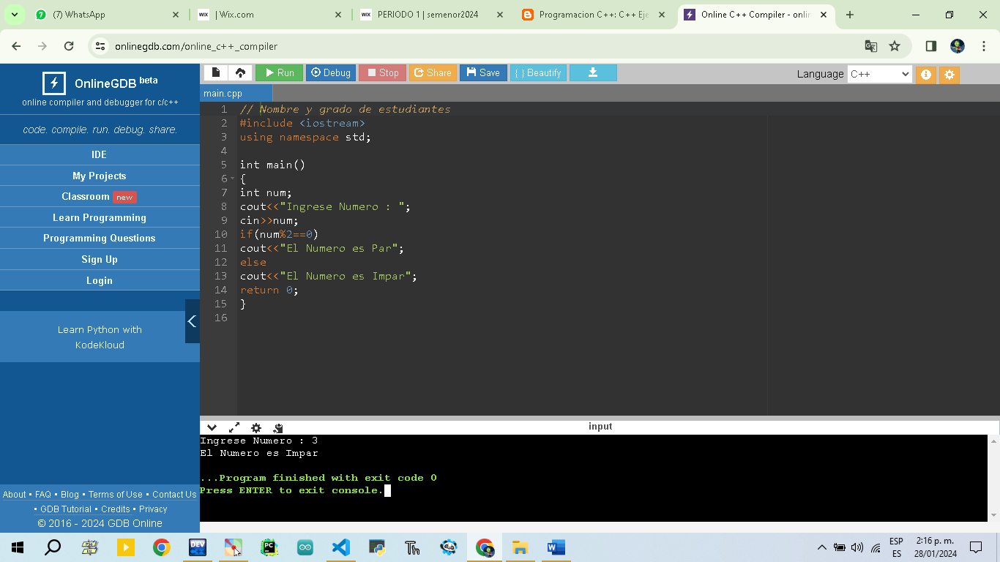 (7) WhatsApp
WIX | Wix.com
WIX PERIODO 1 | semenor2024
Programacion C++: C++ Eje
Online C++ Compiler - onlin
onlinegdb.com/online_c++_compiler
OnlineGDB beta
online compiler and debugger for c/c++
code. compile. run. debug. share.
IDE
My Projects
Classroom new
Learn Programming
Programming Questions
Sign Up
Login
Learn Python with
KodeKloud
About • FAQ • Blog • Terms of Use • Contact Us
• GDB Tutorial • Credits • Privacy
© 2016 - 2024 GDB Online
Run Debug Stop Share Save { } Beautify Language C++
main.cpp
1 // Nombre y grado de estudiantes
2 #include <iostream>
3 using namespace std;
4
5 int main()
6 {
7 int num;
8 cout<<"Ingrese Numero : ";
9 cin>>num;
10 if(num%2==0)
11 cout<<"El Numero es Par";
12 else
13 cout<<"El Numero es Impar";
14 return 0;
15 }
16
input
Ingrese Numero : 3
El Numero es Impar
...Program finished with exit code 0
Press ENTER to exit console.
DEV
PC
Th
W
ESP
ES
2:16 p. m.
28/01/2024